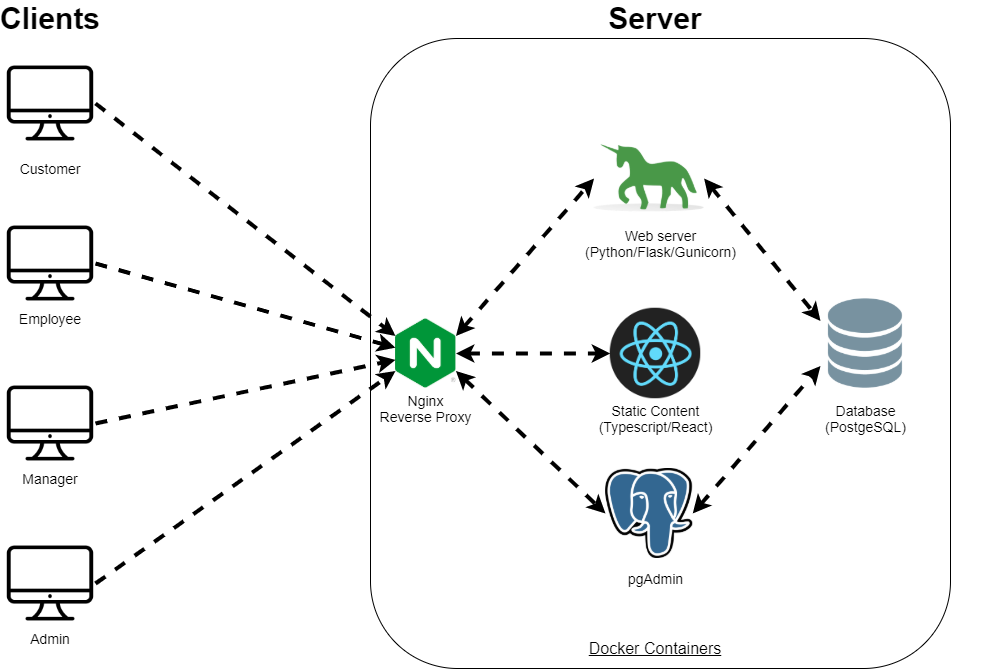 Clients
Server
Customer
Employee
Manager
Admin
N
Nginx
Reverse Proxy
Web server
(Python/Flask/Gunicorn)
Static Content
(Typescript/React)
pgAdmin
Database
(PostgeSQL)
Docker Containers